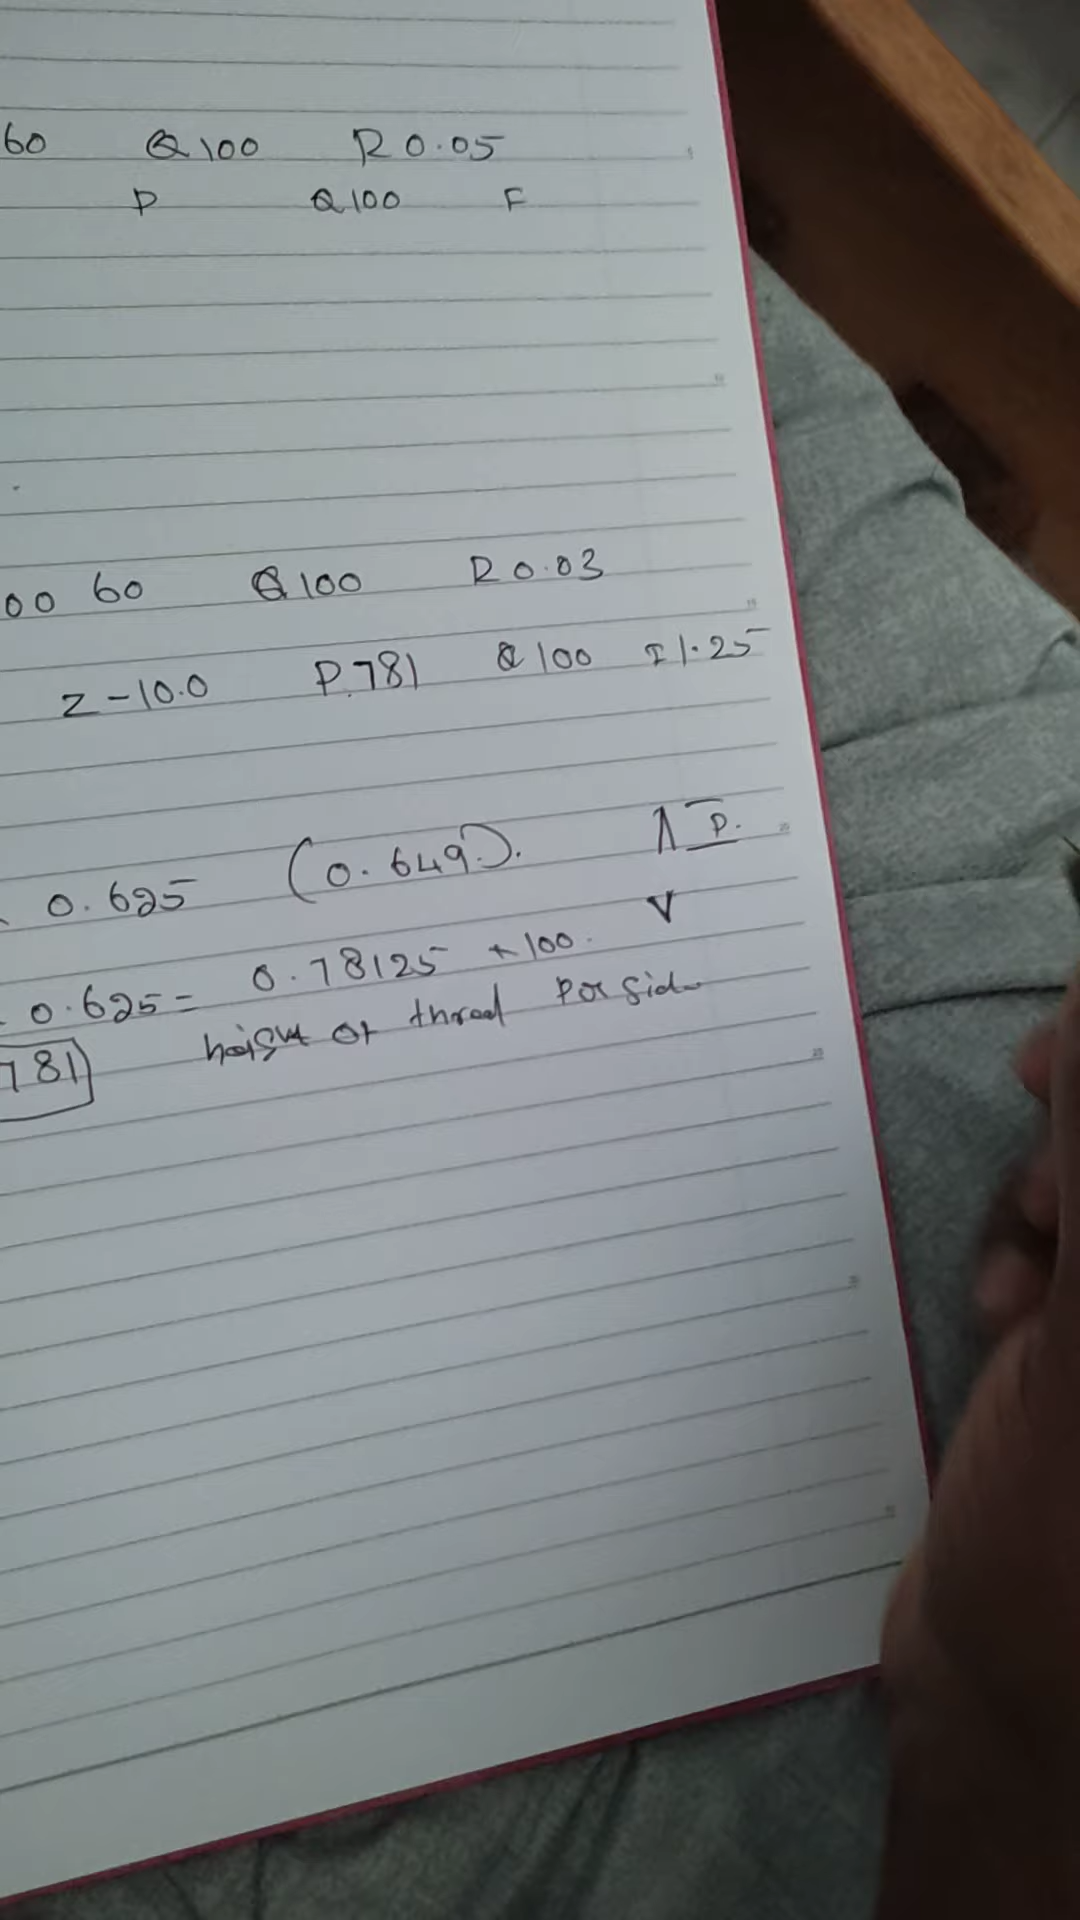 60 Q100 R0.05
P Q100 F
00 60 Q100 R0.03
Z-10.0 P.781 Q100 F1.25
0.625 (0.649). P.
0.625 = 0.78125 × 100.
781 height of thread per side